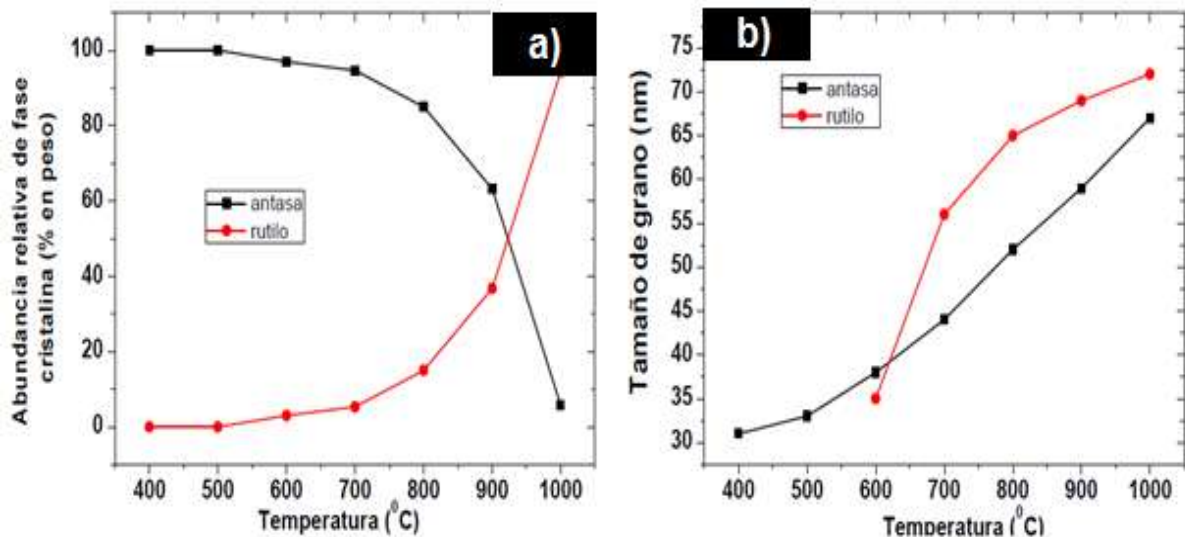 a)
100
80
60
40
20
0
Abundancia relativa de fase
cristalina (% en peso)
antasa
rutilo
400 500 600 700 800 900 1000
Temperatura (⁰C)
b)
75
70
65
60
55
50
45
40
35
30
Tamaño de grano (nm)
antasa
rutilo
400 500 600 700 800 900 1000
Temperatura (⁰C)